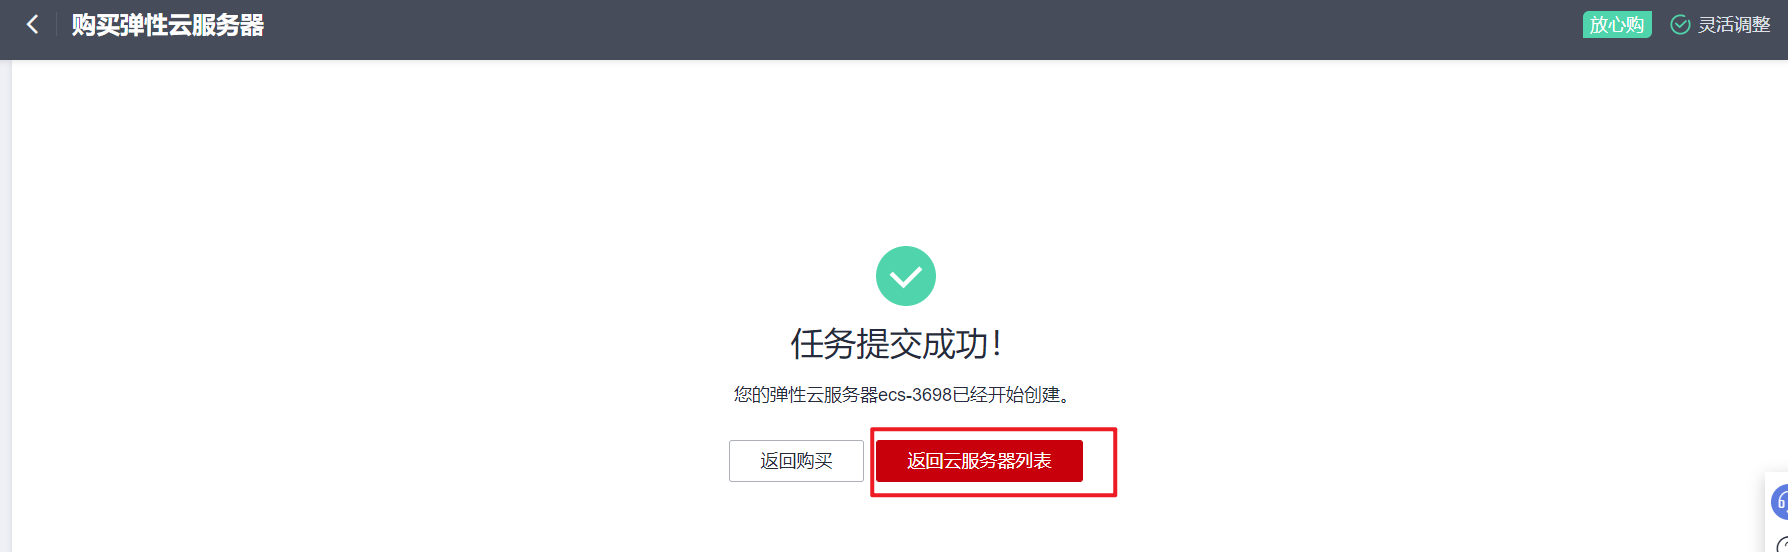 购买弹性云服务器
放心购 灵活调整
任务提交成功！
您的弹性云服务器ecs-3698已经开始创建。
返回购买 返回云服务器列表